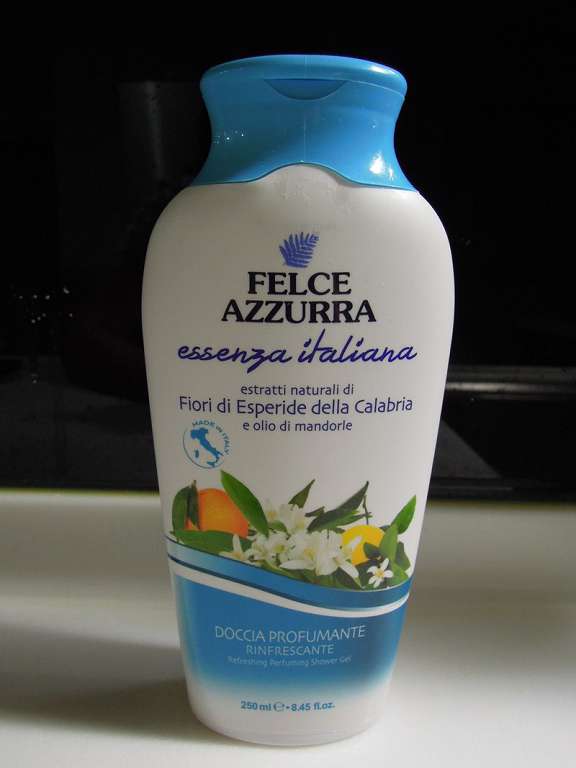 FELCE
AZZURRA
essenza italiana
estratti naturali di
Fiori di Esperide della Calabria
e olio di mandorle
MADE IN ITALY
DOCCIA PROFUMANTE
RINFRESCANTE
Refreshing Perfuming Shower Gel
250 ml ℮ • 8.45 fl.oz.